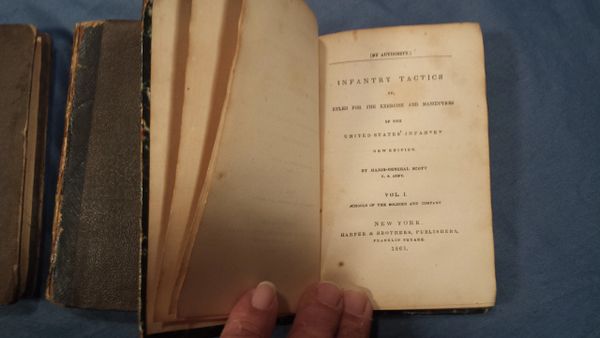 [BY AUTHORITY.]
INFANTRY TACTICS
OR,
RULES FOR THE EXERCISE AND MANŒUVRES
OF THE
UNITED STATES' INFANTRY
NEW EDITION.
BY MAJOR-GENERAL SCOTT
U. S. ARMY.
VOL. I.
SCHOOLS OF THE SOLDIER AND COMPANY
NEW YORK.
HARPER & BROTHERS, PUBLISHERS,
FRANKLIN SQUARE.
1861.